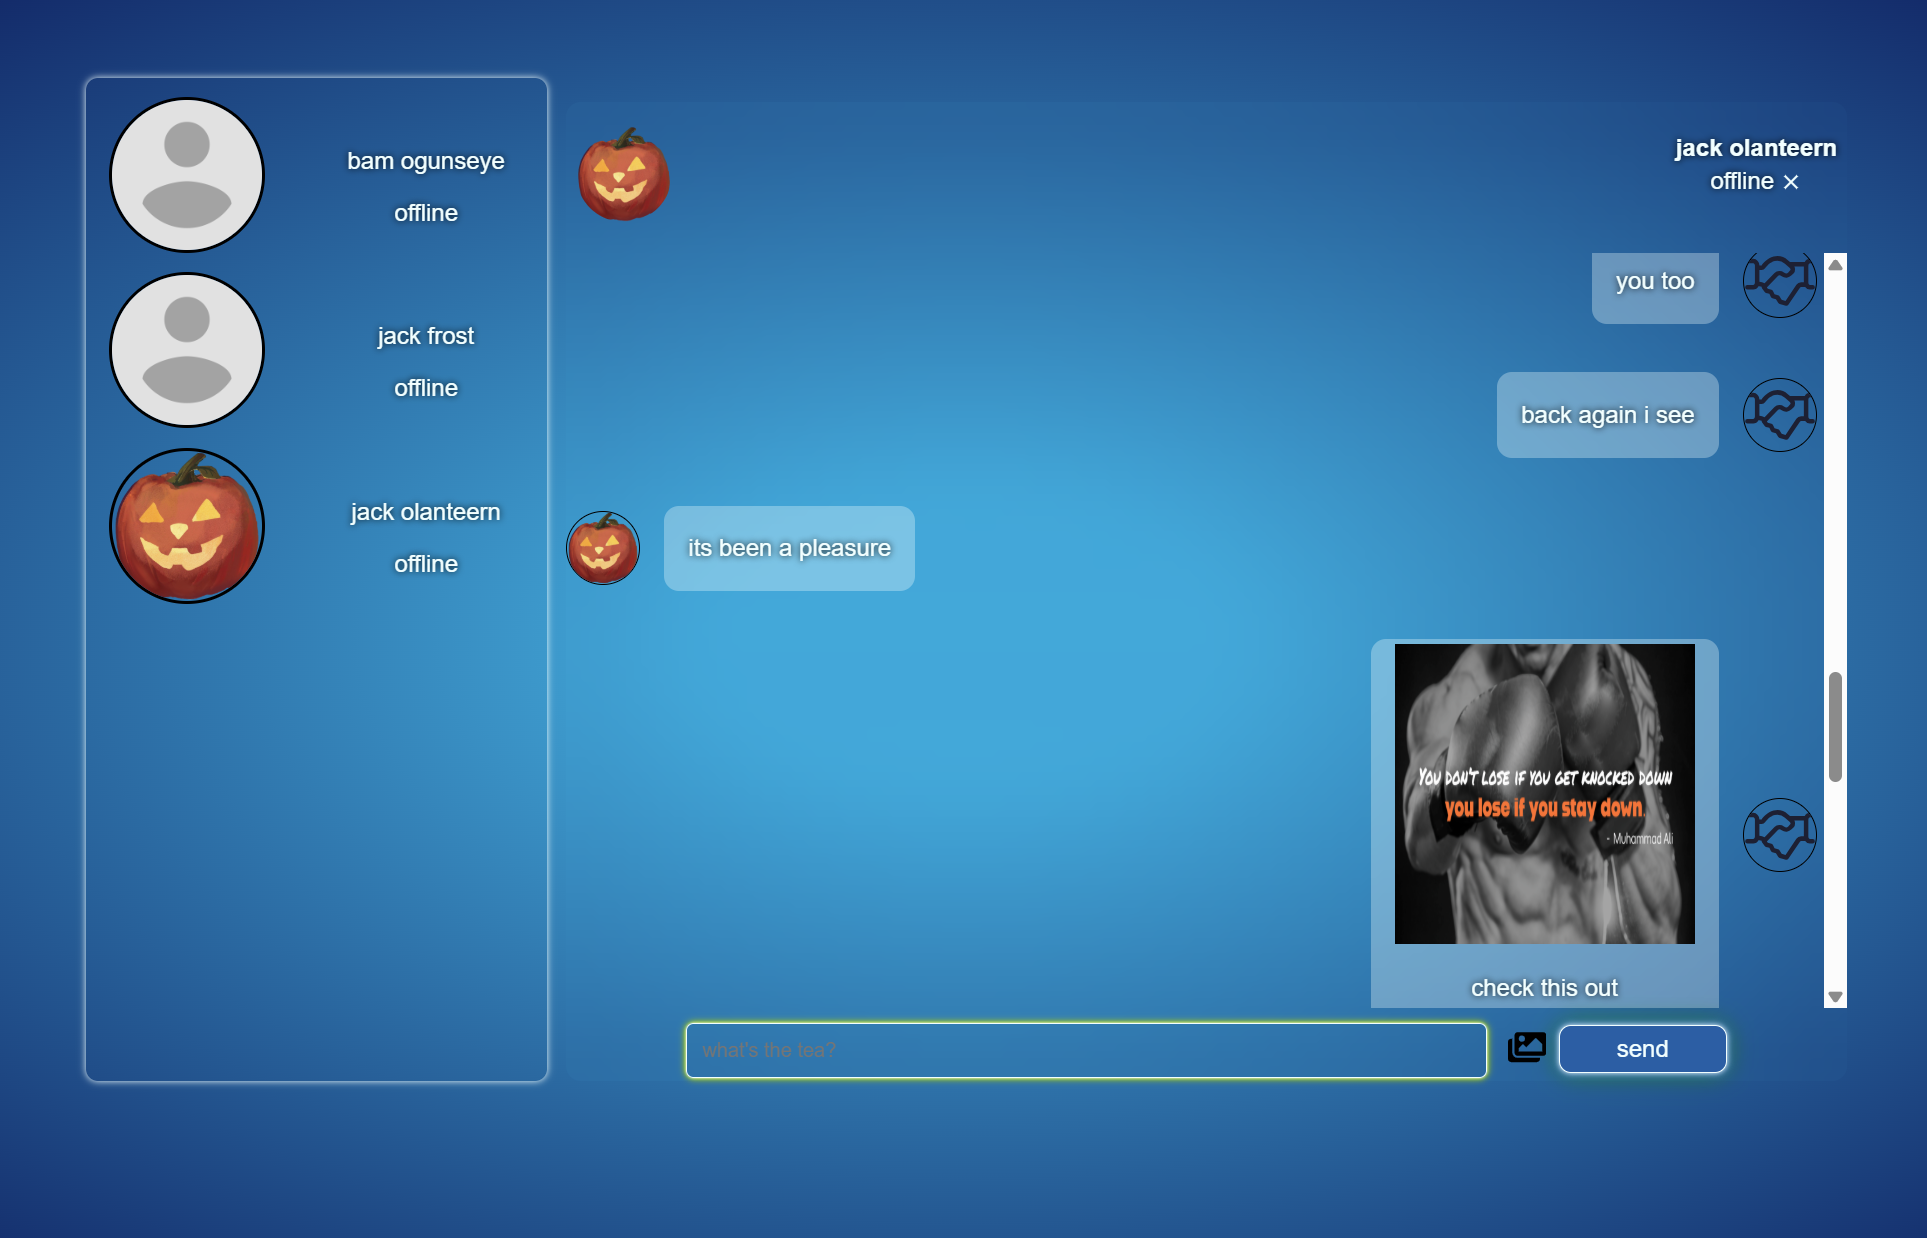 bam ogunseye
offline
jack frost
offline
jack olanteern
offline
jack olanteern
offline ×
you too
back again i see
its been a pleasure
You don't lose if you get knocked down
you lose if you stay down.
- Muhammad Ali
check this out
what's the tea?
send